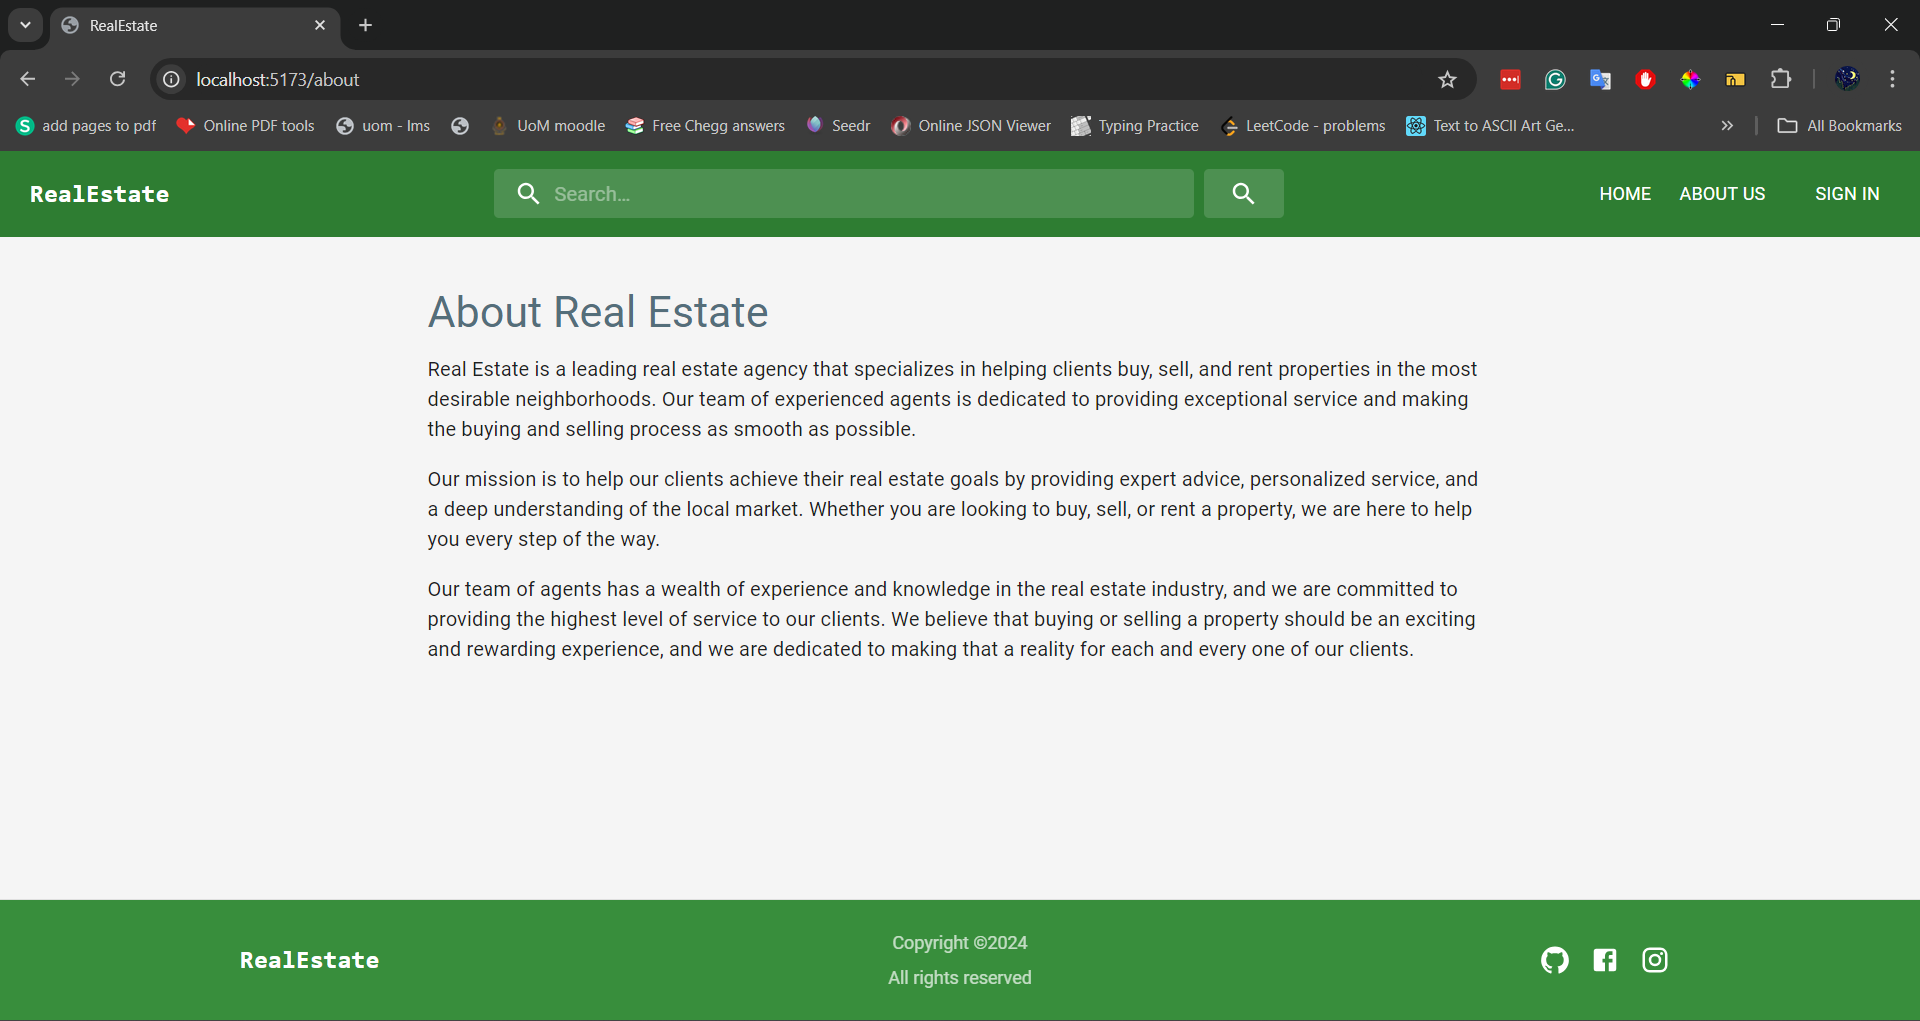 RealEstate
localhost:5173/about
add pages to pdf Online PDF tools uom - lms UoM moodle Free Chegg answers Seedr Online JSON Viewer Typing Practice LeetCode - problems Text to ASCII Art Ge... All Bookmarks
RealEstate Search... HOME ABOUT US SIGN IN
About Real Estate
Real Estate is a leading real estate agency that specializes in helping clients buy, sell, and rent properties in the most
desirable neighborhoods. Our team of experienced agents is dedicated to providing exceptional service and making
the buying and selling process as smooth as possible.
Our mission is to help our clients achieve their real estate goals by providing expert advice, personalized service, and
a deep understanding of the local market. Whether you are looking to buy, sell, or rent a property, we are here to help
you every step of the way.
Our team of agents has a wealth of experience and knowledge in the real estate industry, and we are committed to
providing the highest level of service to our clients. We believe that buying or selling a property should be an exciting
and rewarding experience, and we are dedicated to making that a reality for each and every one of our clients.
RealEstate
Copyright ©2024
All rights reserved